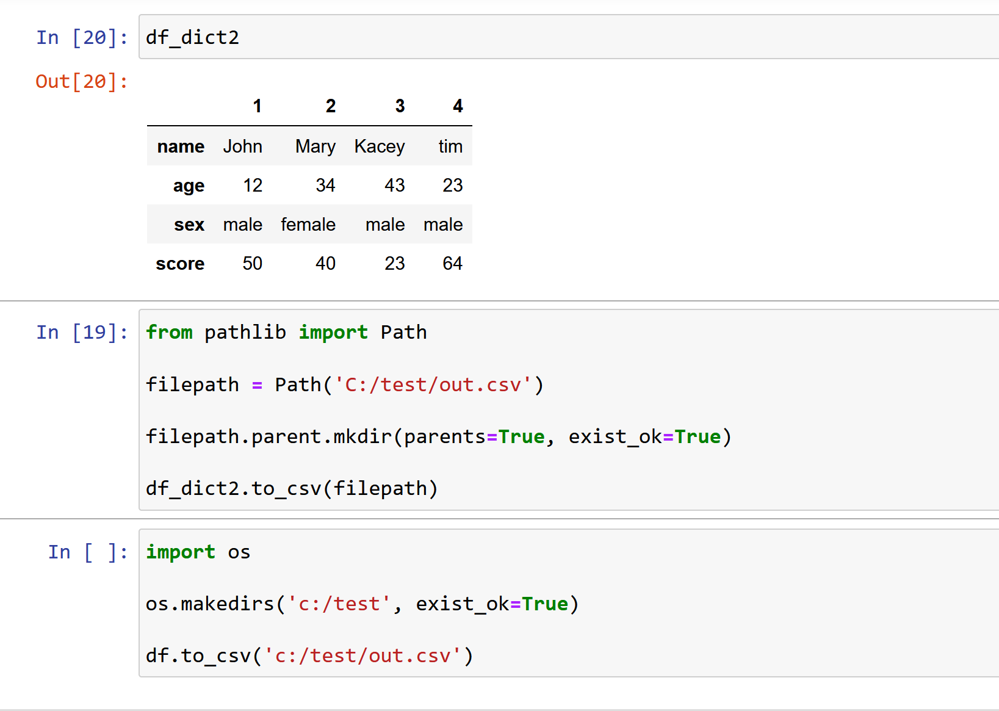 In [20]: df_dict2
Out[20]:
1 2 3 4
name John Mary Kacey tim
age 12 34 43 23
sex male female male male
score 50 40 23 64
In [19]: from pathlib import Path
filepath = Path('C:/test/out.csv')
filepath.parent.mkdir(parents=True, exist_ok=True)
df_dict2.to_csv(filepath)
In [ ]: import os
os.makedirs('c:/test', exist_ok=True)
df.to_csv('c:/test/out.csv')